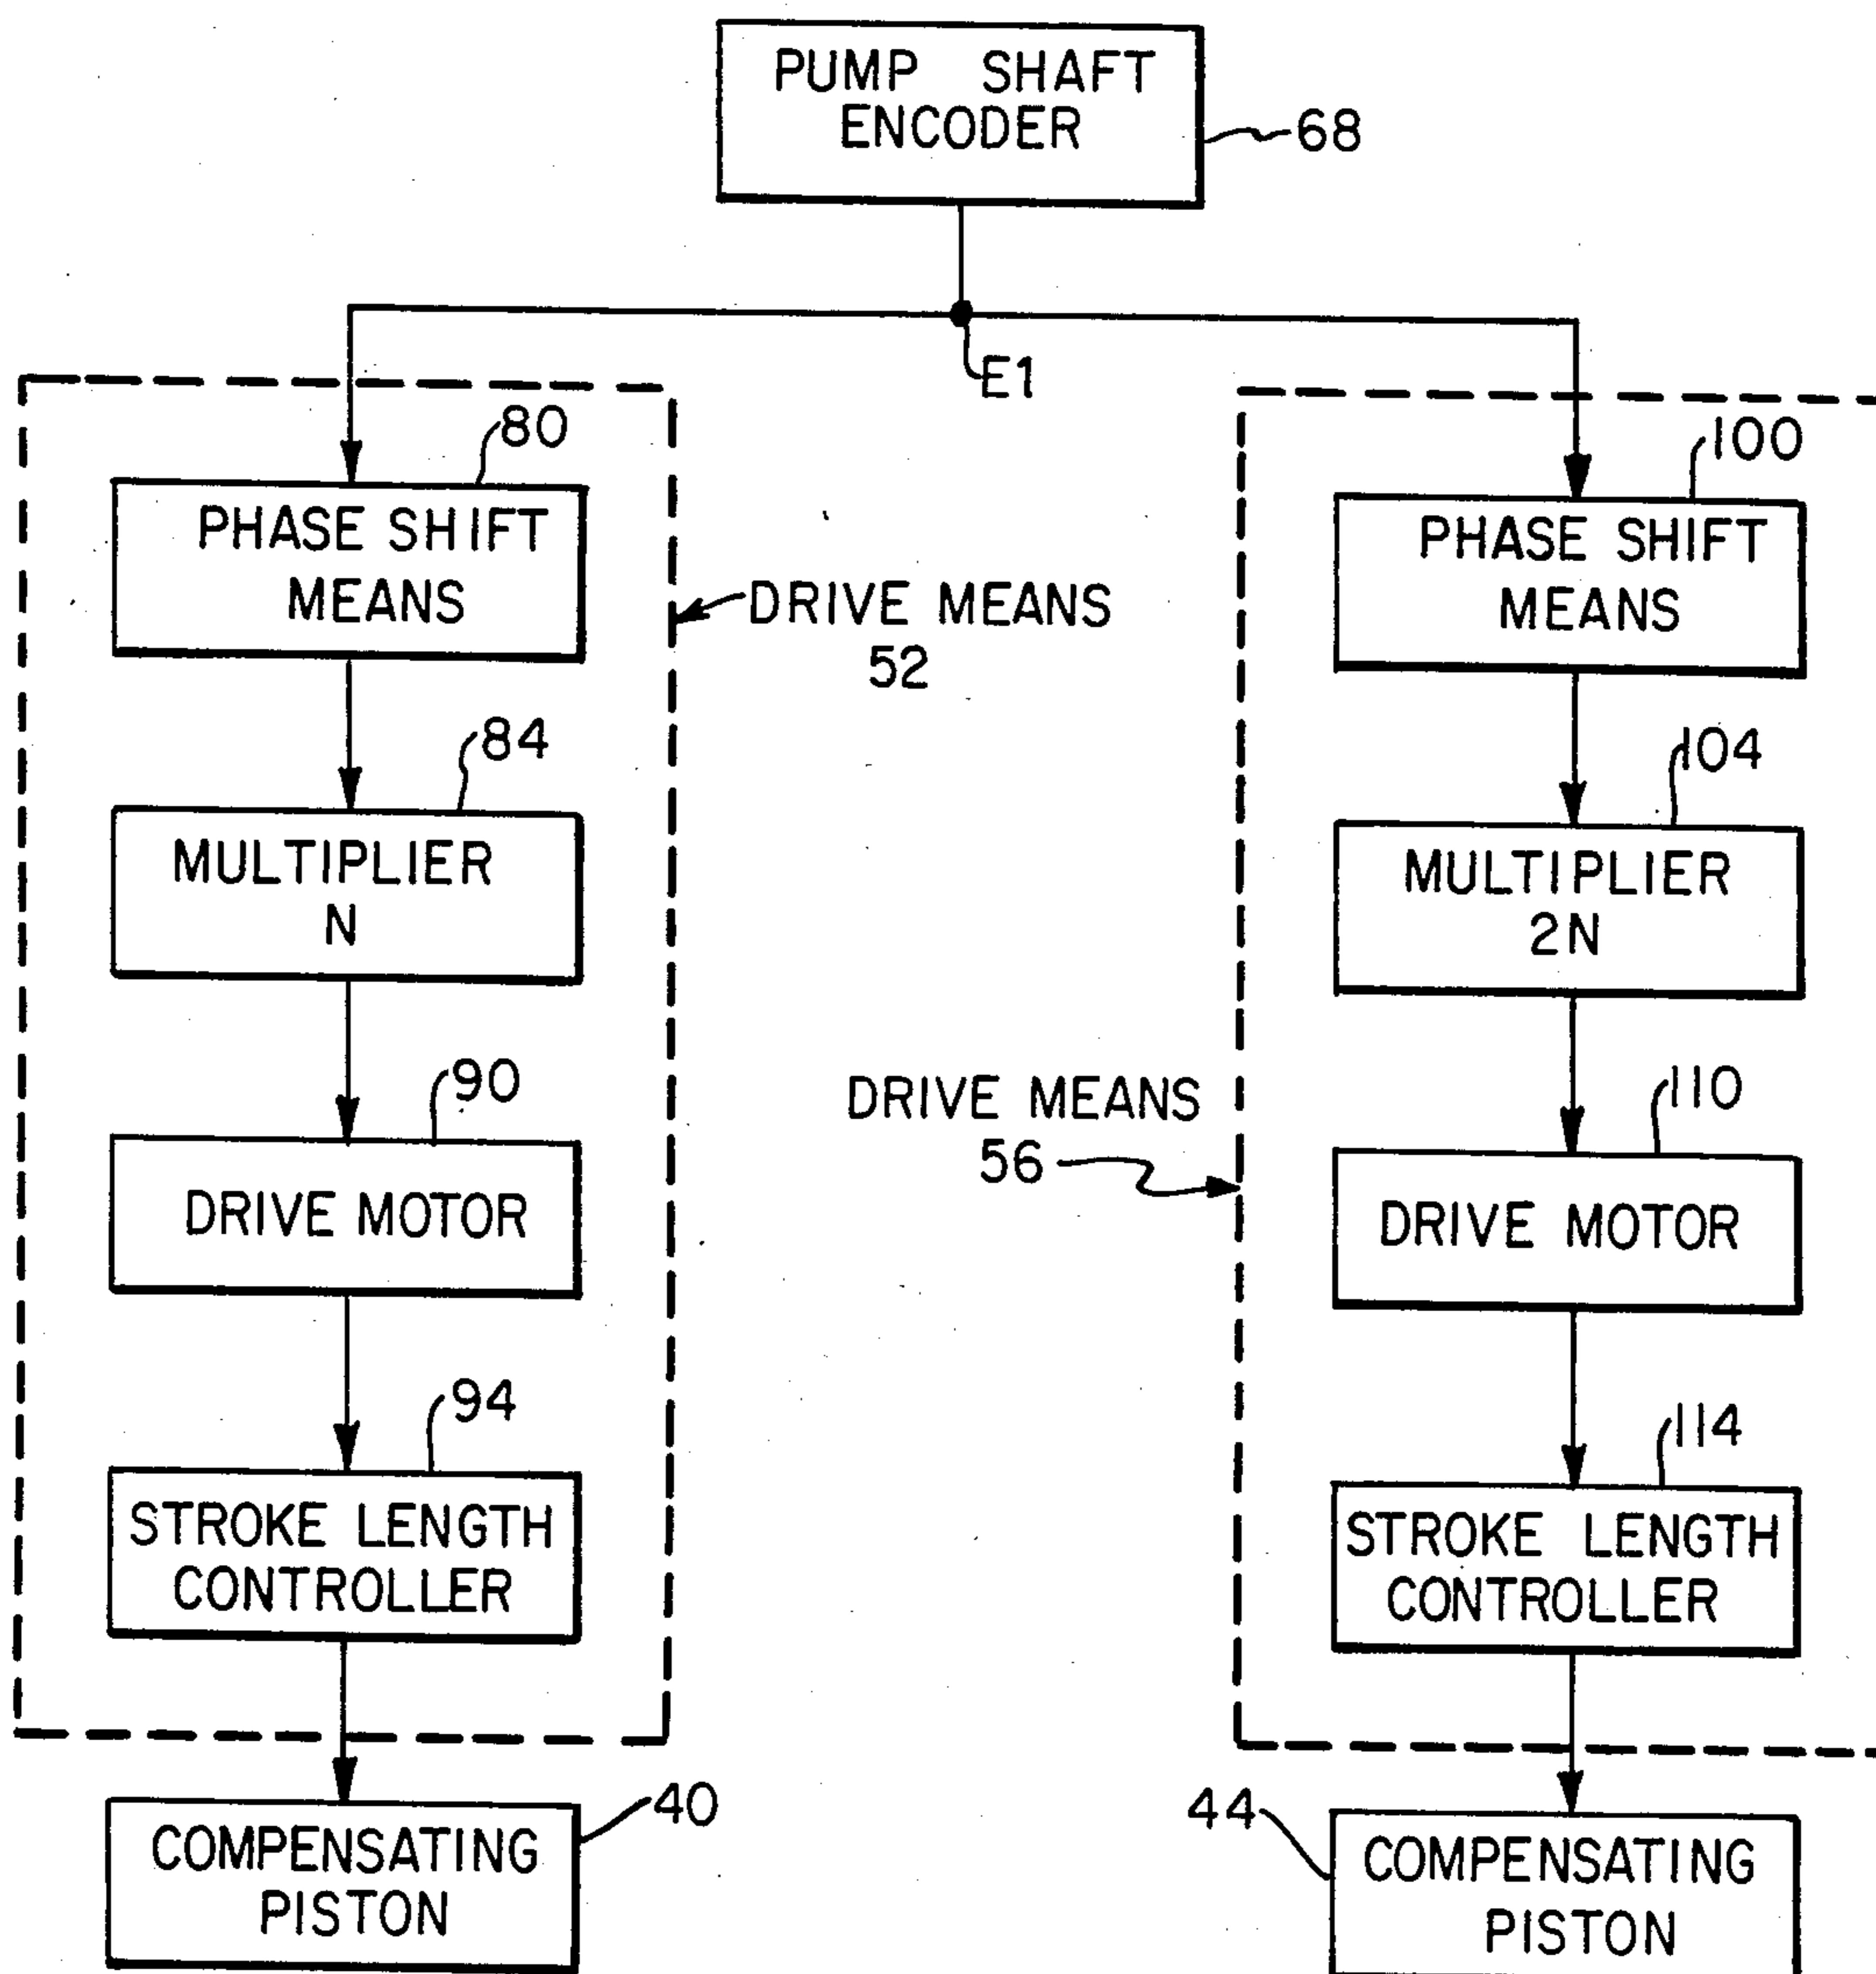 PUMP SHAFT
ENCODER
68
E1
80
PHASE SHIFT
MEANS
DRIVE MEANS
52
84
MULTIPLIER
N
90
DRIVE MOTOR
94
STROKE LENGTH
CONTROLLER
40
COMPENSATING
PISTON
100
PHASE SHIFT
MEANS
104
MULTIPLIER
2N
DRIVE MEANS
56
110
DRIVE MOTOR
114
STROKE LENGTH
CONTROLLER
44
COMPENSATING
PISTON